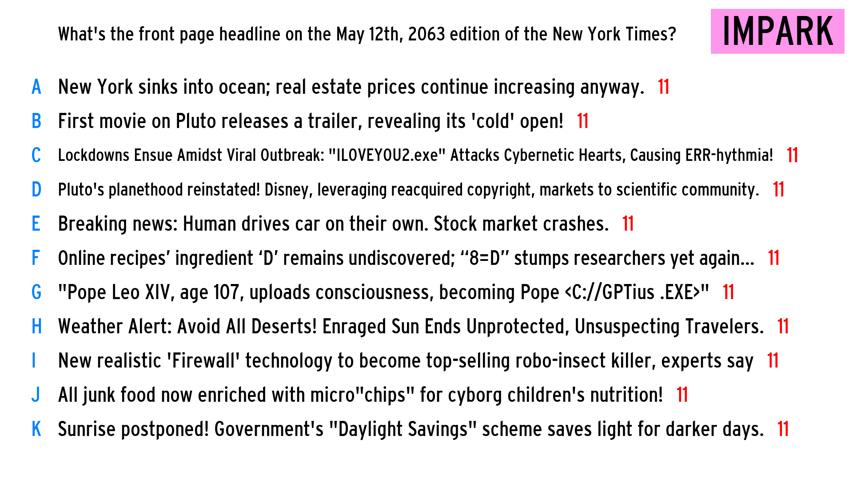 What's the front page headline on the May 12th, 2063 edition of the New York Times?
IMPARK
A New York sinks into ocean; real estate prices continue increasing anyway. 11
B First movie on Pluto releases a trailer, revealing its 'cold' open! 11
C Lockdowns Ensue Amidst Viral Outbreak: "ILOVEYOU2.exe" Attacks Cybernetic Hearts, Causing ERR-hythmia! 11
D Pluto's planethood reinstated! Disney, leveraging reacquired copyright, markets to scientific community. 11
E Breaking news: Human drives car on their own. Stock market crashes. 11
F Online recipes’ ingredient ‘D’ remains undiscovered; “8=D” stumps researchers yet again... 11
G "Pope Leo XIV, age 107, uploads consciousness, becoming Pope <C://GPTius .EXE>" 11
H Weather Alert: Avoid All Deserts! Enraged Sun Ends Unprotected, Unsuspecting Travelers. 11
I New realistic 'Firewall' technology to become top-selling robo-insect killer, experts say 11
J All junk food now enriched with micro"chips" for cyborg children's nutrition! 11
K Sunrise postponed! Government's "Daylight Savings" scheme saves light for darker days. 11